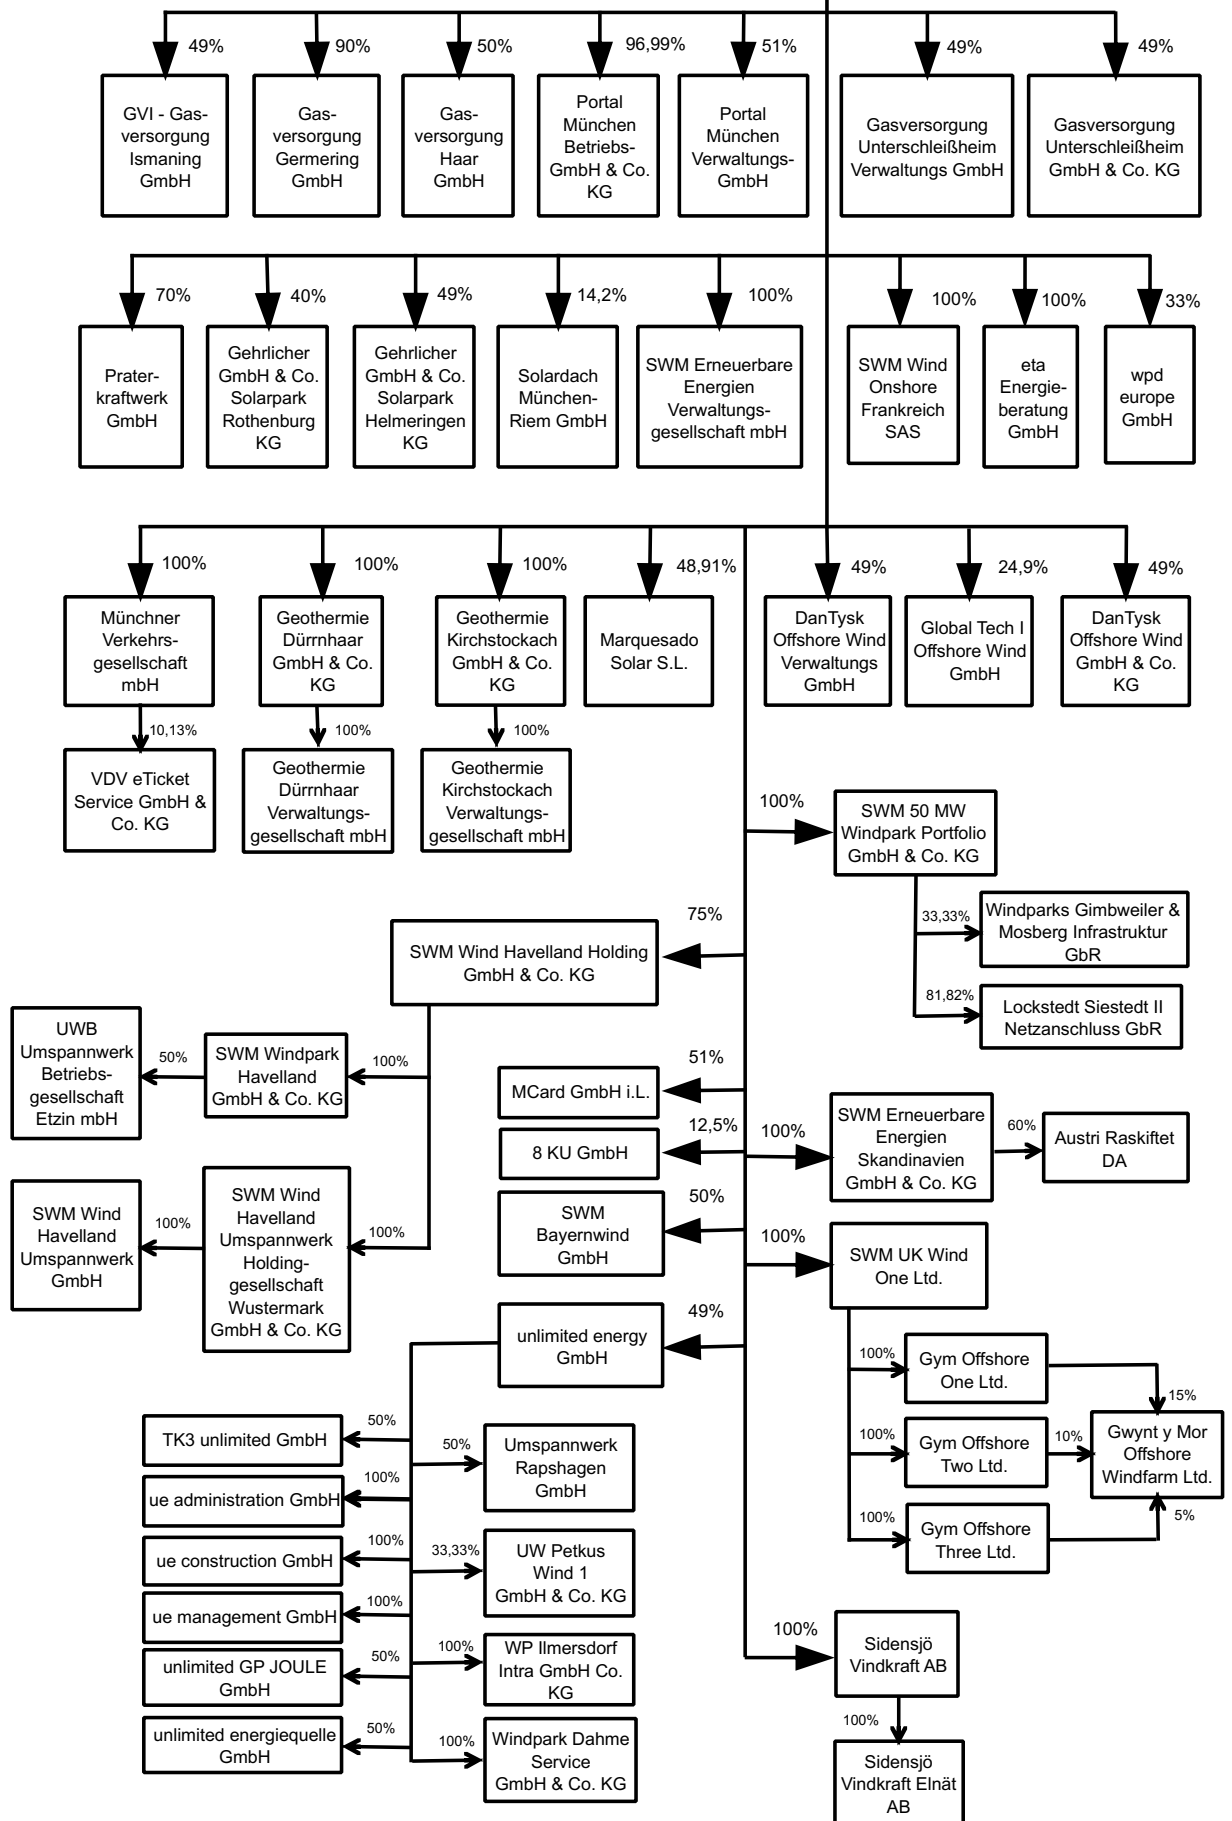 49%
90%
50%
96,99%
51%
49%
49%
GVI - Gas-
versorgung
Ismaning
GmbH
Gas-
versorgung
Germering
GmbH
Gas-
versorgung
Haar
GmbH
Portal
München
Betriebs-
GmbH & Co.
KG
Portal
München
Verwaltungs-
GmbH
Gasversorgung
Unterschleißheim
Verwaltungs GmbH
Gasversorgung
Unterschleißheim
GmbH & Co. KG
70%
40%
49%
14,2%
100%
100%
100%
33%
Prater-
kraftwerk
GmbH
Gehrlicher
GmbH & Co.
Solarpark
Rothenburg
KG
Gehrlicher
GmbH & Co.
Solarpark
Helmeringen
KG
Solardach
München-
Riem GmbH
SWM Erneuerbare
Energien
Verwaltungs-
gesellschaft mbH
SWM Wind
Onshore
Frankreich
SAS
eta
Energie-
beratung
GmbH
wpd
europe
GmbH
100%
100%
100%
48,91%
49%
24,9%
49%
Münchner
Verkehrs-
gesellschaft
mbH
Geothermie
Dürrnhaar
GmbH & Co.
KG
Geothermie
Kirchstockach
GmbH & Co.
KG
Marquesado
Solar S.L.
DanTysk
Offshore Wind
Verwaltungs
GmbH
Global Tech I
Offshore Wind
GmbH
DanTysk
Offshore Wind
GmbH & Co.
KG
10,13%
100%
100%
VDV eTicket
Service GmbH &
Co. KG
Geothermie
Dürrnhaar
Verwaltungs-
gesellschaft mbH
Geothermie
Kirchstockach
Verwaltungs-
gesellschaft mbH
100%
SWM 50 MW
Windpark Portfolio
GmbH & Co. KG
33,33%
Windparks Gimbweiler &
Mosberg Infrastruktur
GbR
81,82%
Lockstedt Siestedt II
Netzanschluss GbR
75%
SWM Wind Havelland Holding
GmbH & Co. KG
100%
SWM Windpark
Havelland
GmbH & Co. KG
50%
UWB
Umspannwerk
Betriebs-
gesellschaft
Etzin mbH
100%
SWM Wind
Havelland
Umspannwerk
Holding-
gesellschaft
Wustermark
GmbH & Co. KG
100%
SWM Wind
Havelland
Umspannwerk
GmbH
51%
MCard GmbH i.L.
12,5%
8 KU GmbH
50%
SWM
Bayernwind
GmbH
100%
SWM Erneuerbare
Energien
Skandinavien
GmbH & Co. KG
60%
Austri Raskiftet
DA
100%
SWM UK Wind
One Ltd.
100%
Gym Offshore
One Ltd.
15%
100%
Gym Offshore
Two Ltd.
10%
Gwynt y Mor
Offshore
Windfarm Ltd.
100%
Gym Offshore
Three Ltd.
5%
49%
unlimited energy
GmbH
50%
TK3 unlimited GmbH
100%
ue administration GmbH
100%
ue construction GmbH
100%
ue management GmbH
50%
unlimited GP JOULE
GmbH
50%
unlimited energiequelle
GmbH
50%
Umspannwerk
Rapshagen
GmbH
33,33%
UW Petkus
Wind 1
GmbH & Co. KG
100%
WP Ilmersdorf
Intra GmbH Co.
KG
100%
Windpark Dahme
Service
GmbH & Co. KG
100%
Sidensjö
Vindkraft AB
100%
Sidensjö
Vindkraft Elnät
AB